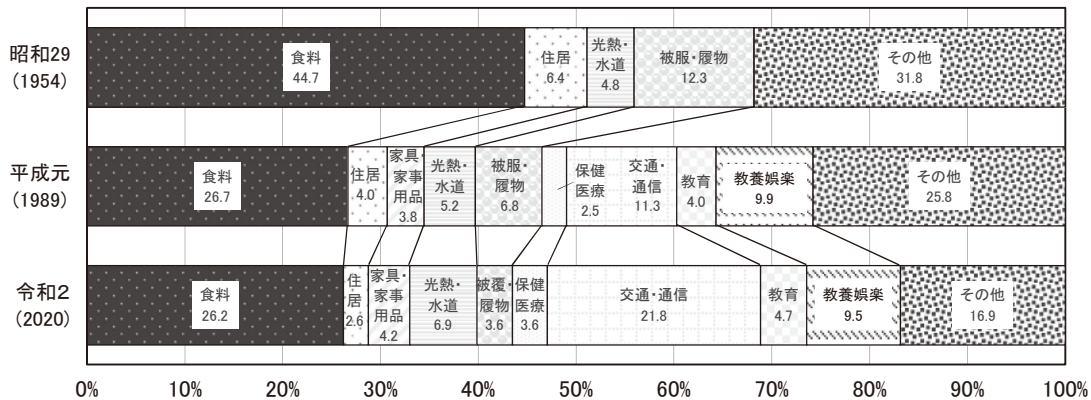 昭和29
(1954)
食料
44.7
住居
6.4
光熱・
水道
4.8
被服・履物
12.3
その他
31.8
平成元
(1989)
食料
26.7
住居
4.0
家具・
家事
用品
3.8
光熱・
水道
5.2
被服・
履物
6.8
保健
医療
2.5
交通・
通信
11.3
教育
4.0
教養娯楽
9.9
その他
25.8
令和2
(2020)
食料
26.2
住
居
2.6
家具・
家事
用品
4.2
光熱・
水道
6.9
被覆・
履物
3.6
保健
医療
3.6
交通・通信
21.8
教育
4.7
教養娯楽
9.5
その他
16.9
0% 10% 20% 30% 40% 50% 60% 70% 80% 90% 100%